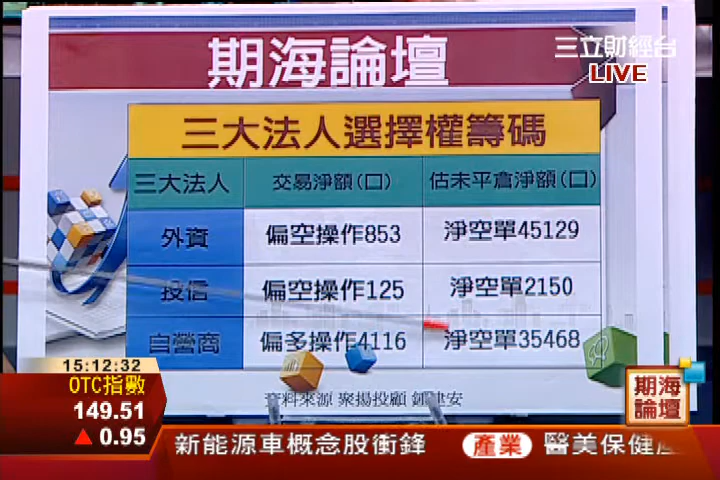 三立財經台
LIVE
期海論壇
三大法人選擇權籌碼
三大法人 交易淨額(口) 估未平倉淨額(口)
外資 偏空操作853 淨空單45129
投信 偏空操作125 淨空單2150
自營商 偏多操作4116 淨空單35468
資料來源 聚揚投顧
15:12:32
OTC指數
149.51
▲ 0.95
期海
論壇
新能源車概念股衝鋒 產業 醫美保健